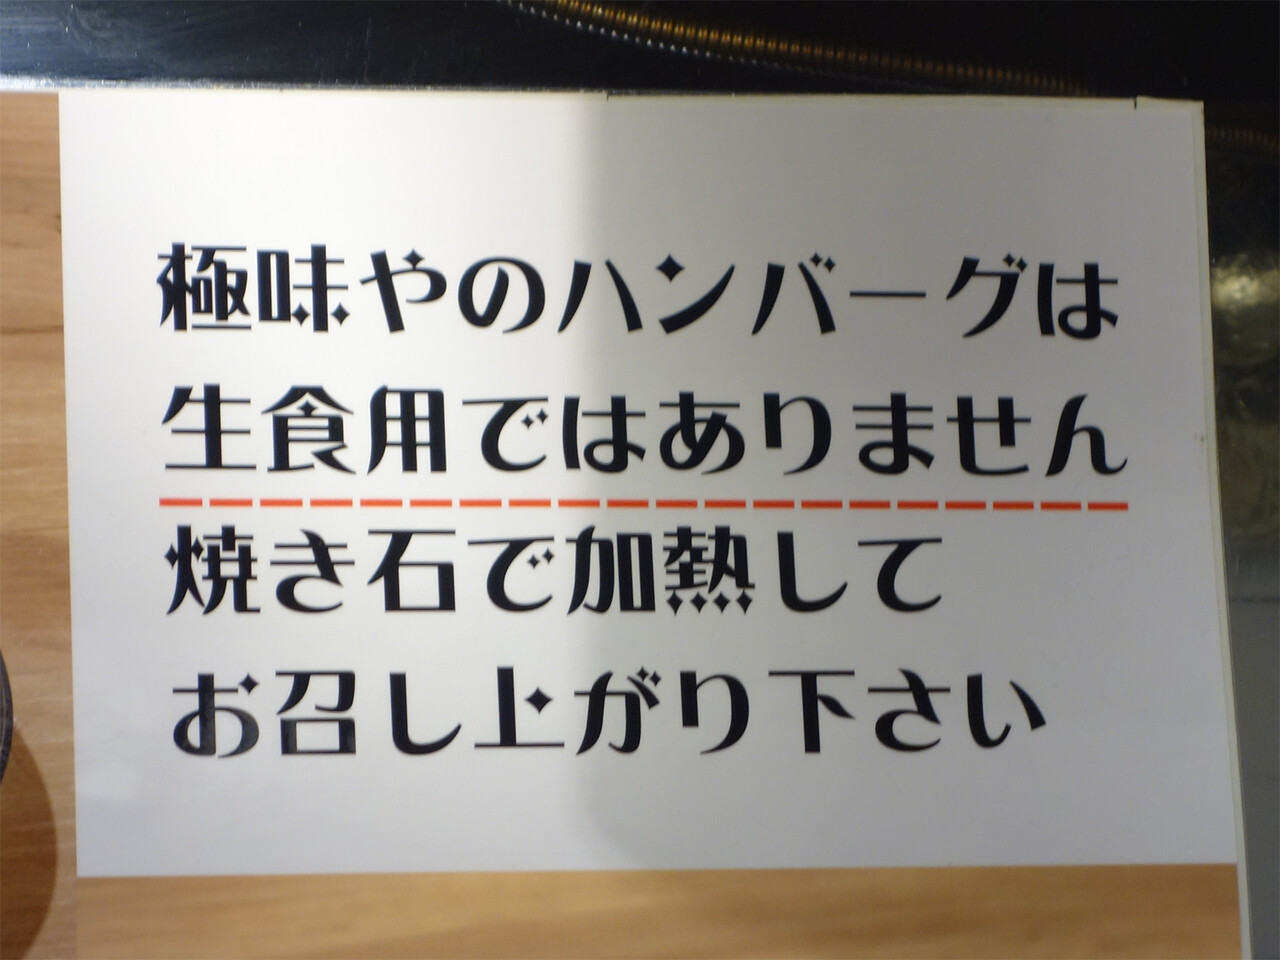 極味やのハンバーグは
生食用ではありません
焼き石で加熱して
お召し上がり下さい